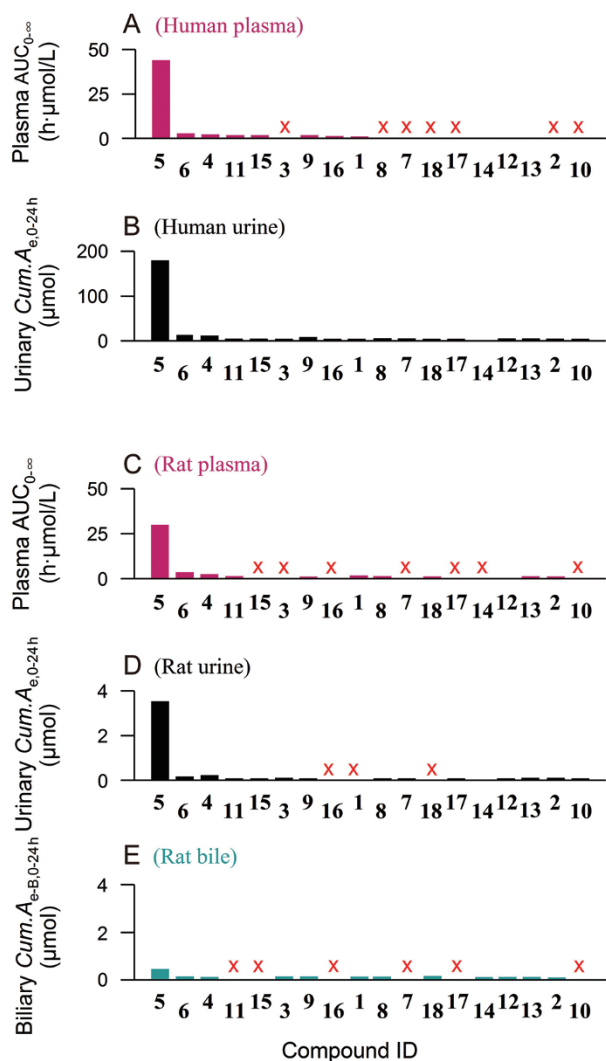 A (Human plasma)
Plasma AUC0-∞
(h·µmol/L)
50
25
0
x x x x x x x
5 6 4 11 15 3 9 16 1 8 7 18 17 14 12 13 2 10
B (Human urine)
Urinary Cum.Ae,0-24h
(µmol)
200
100
0
5 6 4 11 15 3 9 16 1 8 7 18 17 14 12 13 2 10
C (Rat plasma)
Plasma AUC0-∞
(h·µmol/L)
50
25
0
x x x x x x x
5 6 4 11 15 3 9 16 1 8 7 18 17 14 12 13 2 10
D (Rat urine)
Urinary Cum.Ae,0-24h
(µmol)
4
2
0
x x x
5 6 4 11 15 3 9 16 1 8 7 18 17 14 12 13 2 10
E (Rat bile)
Biliary Cum.Ae-B,0-24h
(µmol)
4
2
0
x x x x x x
5 6 4 11 15 3 9 16 1 8 7 18 17 14 12 13 2 10
Compound ID